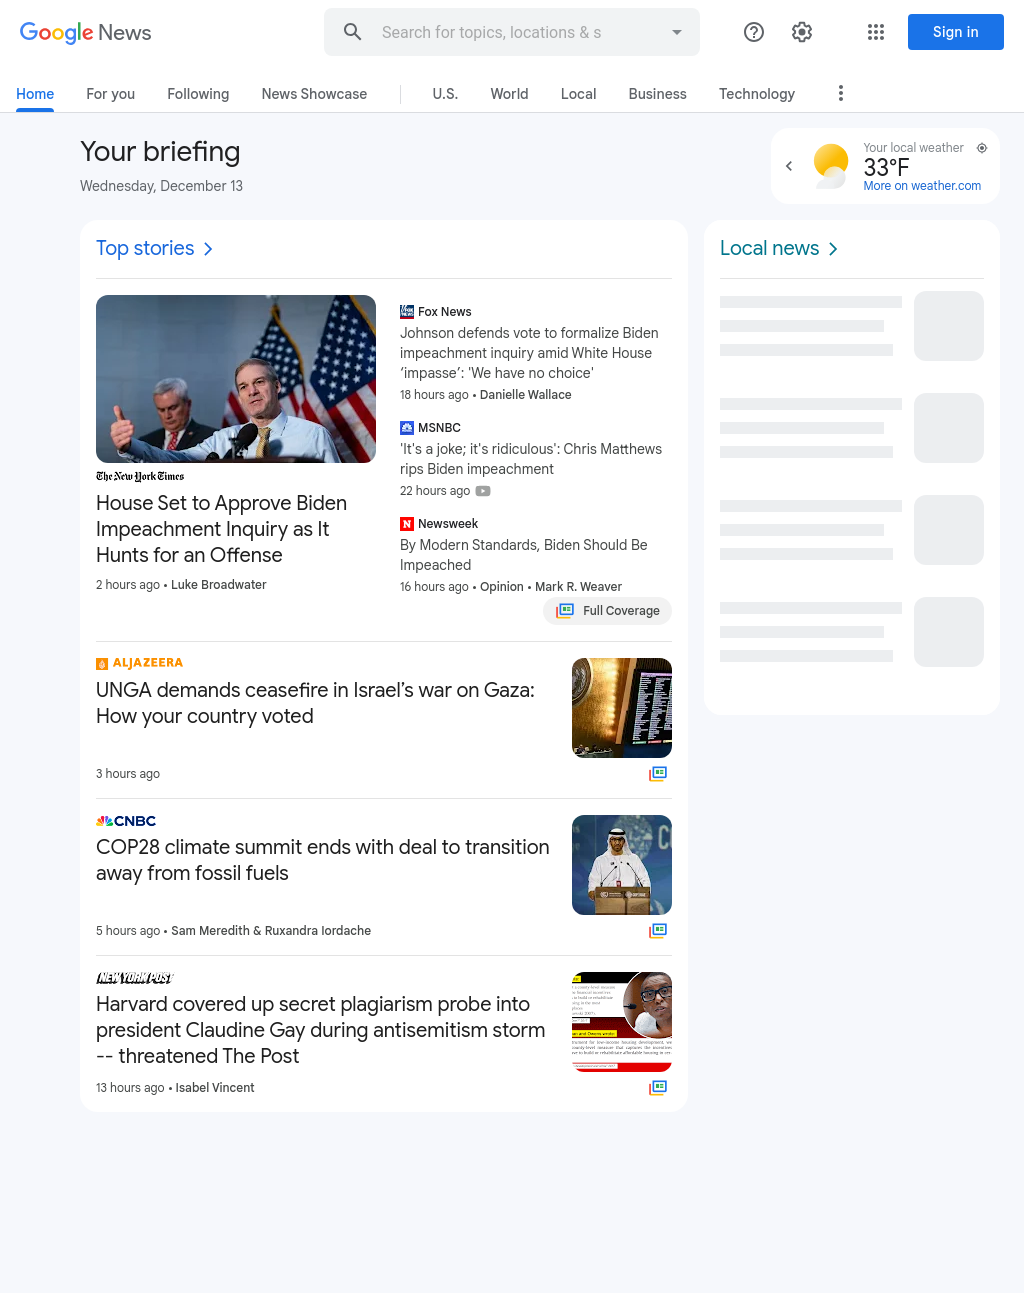 Google News
Search for topics, locations & s
Sign in
Home
For you
Following
News Showcase
U.S.
World
Local
Business
Technology
Your briefing
Wednesday, December 13
Your local weather
33°F
More on weather.com
Top stories
The New York Times
House Set to Approve Biden
Impeachment Inquiry as It
Hunts for an Offense
2 hours ago • Luke Broadwater
Fox News
Johnson defends vote to formalize Biden
impeachment inquiry amid White House
‘impasse’: 'We have no choice'
18 hours ago • Danielle Wallace
MSNBC
'It's a joke; it's ridiculous': Chris Matthews
rips Biden impeachment
22 hours ago
Newsweek
By Modern Standards, Biden Should Be
Impeached
16 hours ago • Opinion • Mark R. Weaver
Full Coverage
ALJAZEERA
UNGA demands ceasefire in Israel’s war on Gaza:
How your country voted
3 hours ago
CNBC
COP28 climate summit ends with deal to transition
away from fossil fuels
5 hours ago • Sam Meredith & Ruxandra Iordache
NEW YORK POST
Harvard covered up secret plagiarism probe into
president Claudine Gay during antisemitism storm
-- threatened The Post
13 hours ago • Isabel Vincent
Local news